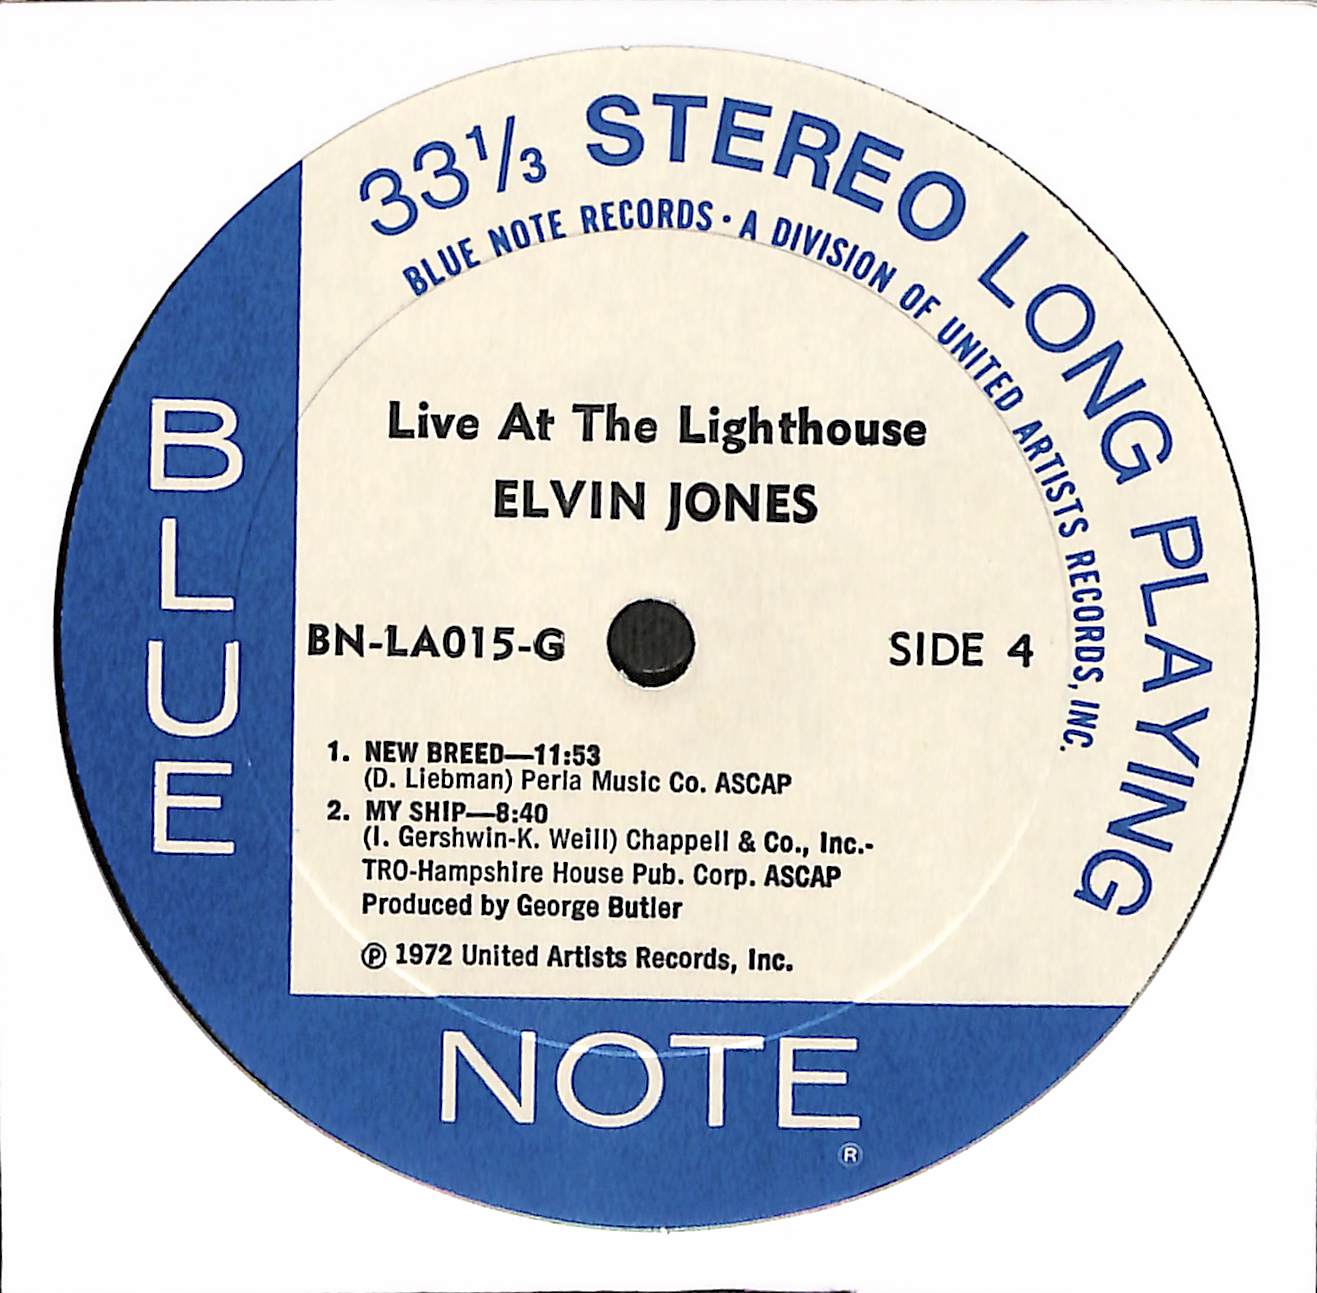 33⅓ STEREO LONG PLAYING
BLUE NOTE RECORDS • A DIVISION OF UNITED ARTISTS RECORDS, INC.
Live At The Lighthouse
ELVIN JONES
BN-LA015-G
SIDE 4
1. NEW BREED—11:53
(D. Liebman) Perla Music Co. ASCAP
2. MY SHIP—8:40
(I. Gershwin-K. Weill) Chappell & Co., Inc.-
TRO-Hampshire House Pub. Corp. ASCAP
Produced by George Butler
℗ 1972 United Artists Records, Inc.
BLUE
NOTE
®